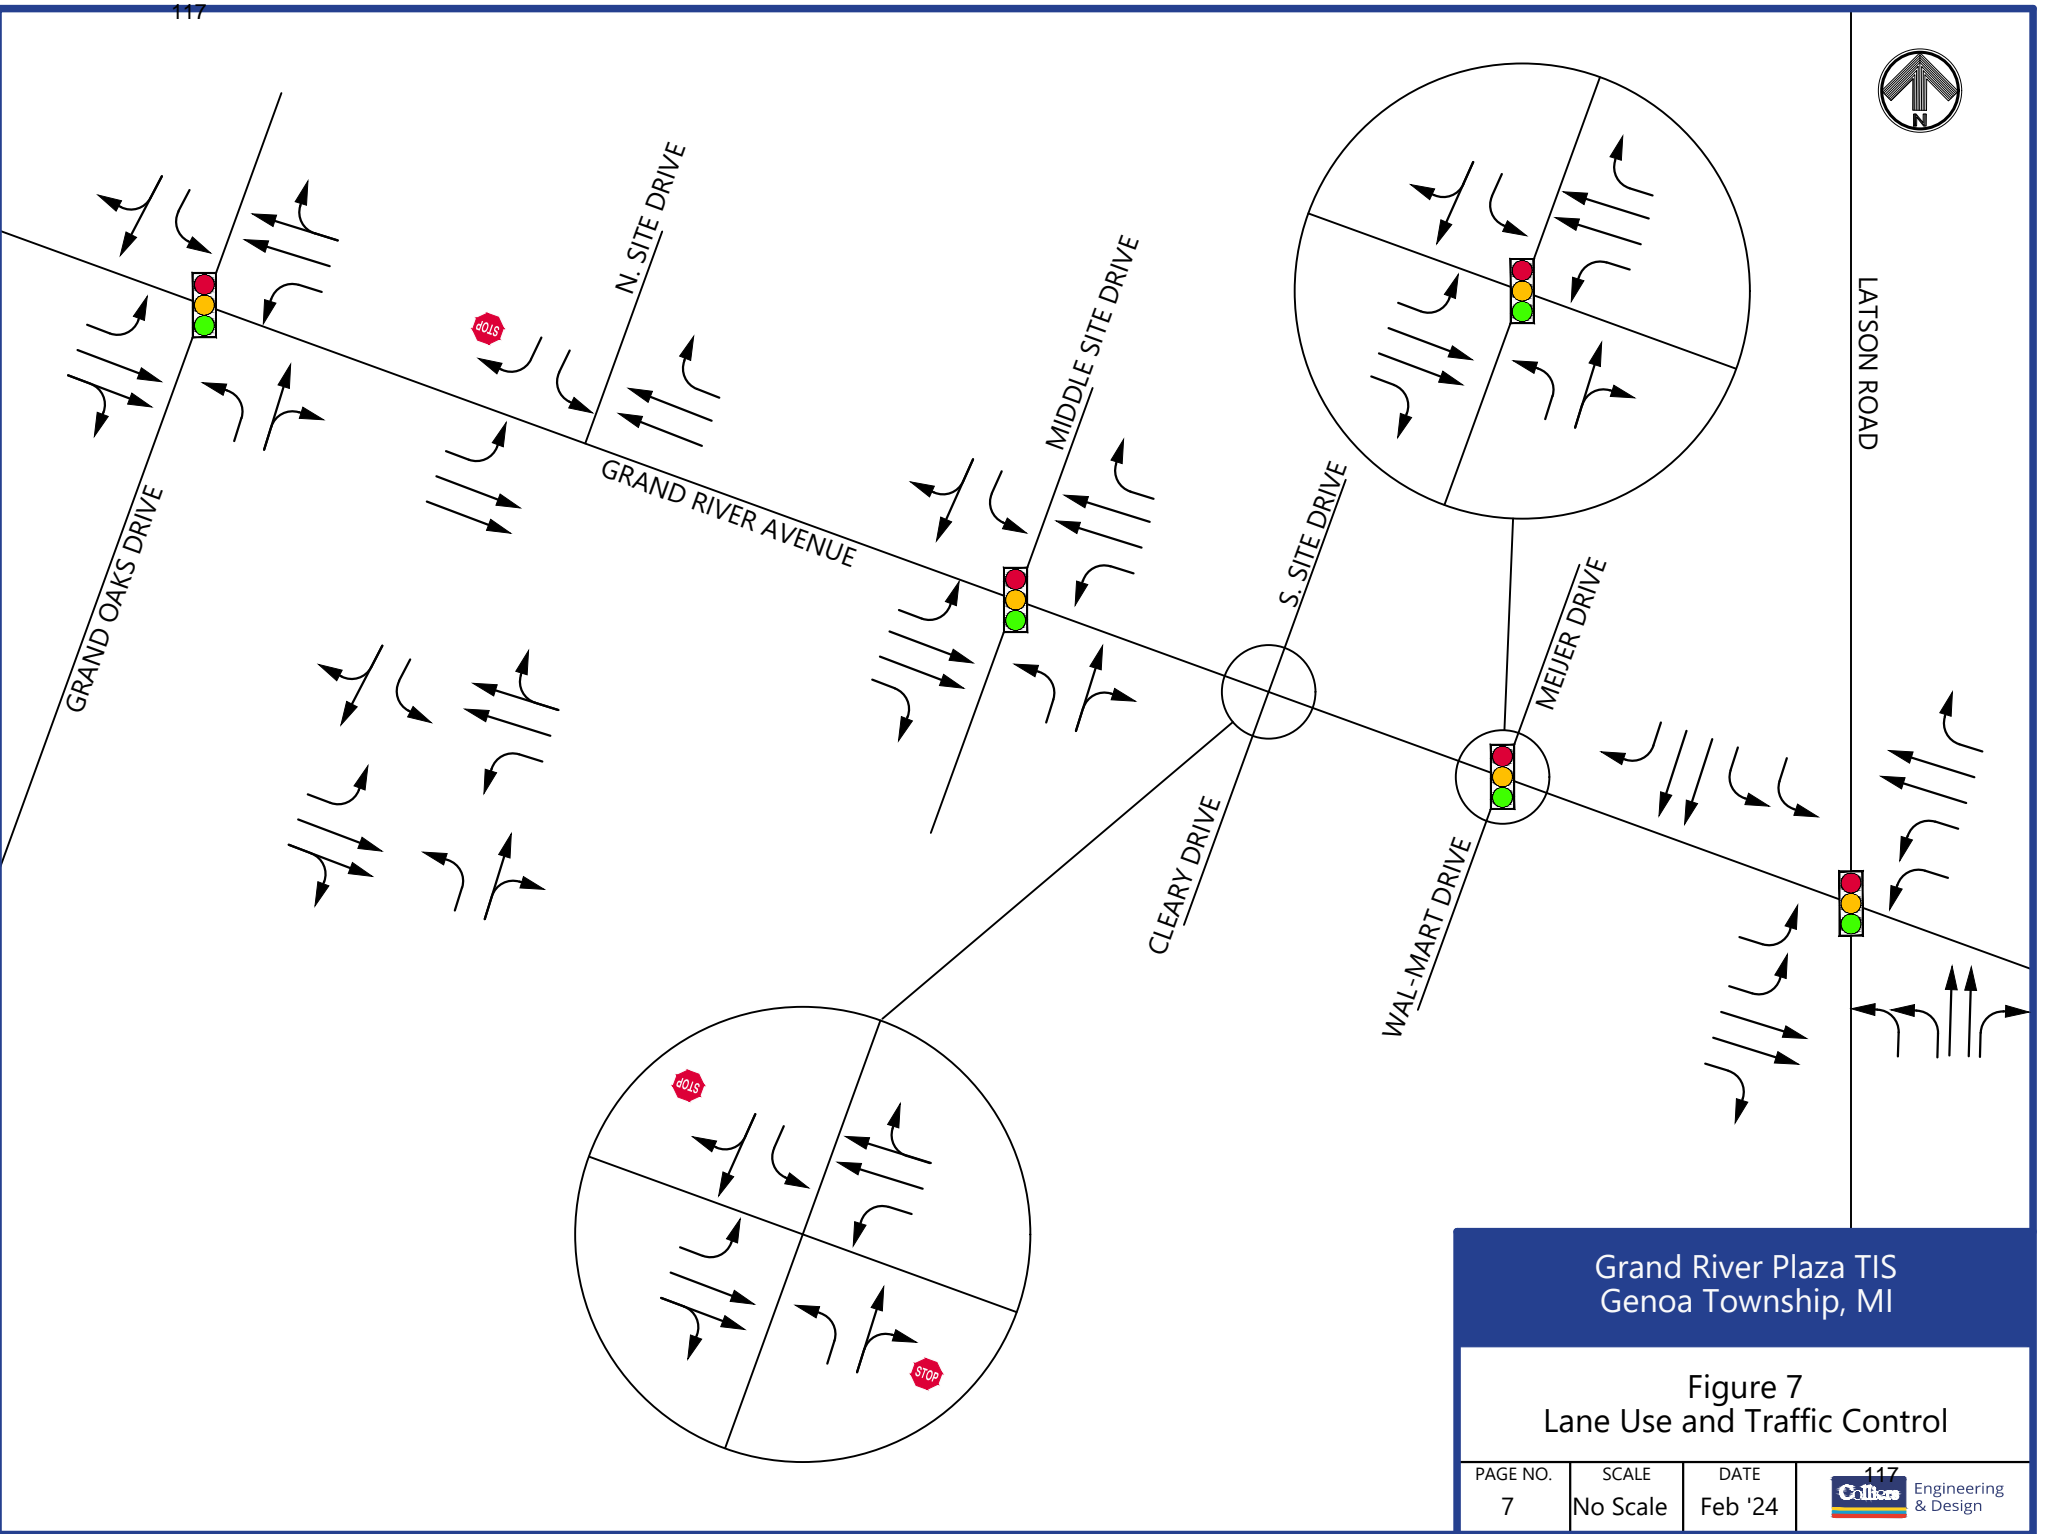 117
N
N. SITE DRIVE
MIDDLE SITE DRIVE
LATSON ROAD
STOP
GRAND RIVER AVENUE
S. SITE DRIVE
GRAND OAKS DRIVE
MEIJER DRIVE
CLEARY DRIVE
WAL-MART DRIVE
STOP
STOP
Grand River Plaza TIS
Genoa Township, MI
Figure 7
Lane Use and Traffic Control
PAGE NO.
7
SCALE
No Scale
DATE
Feb '24
117
Colliers
Engineering
& Design